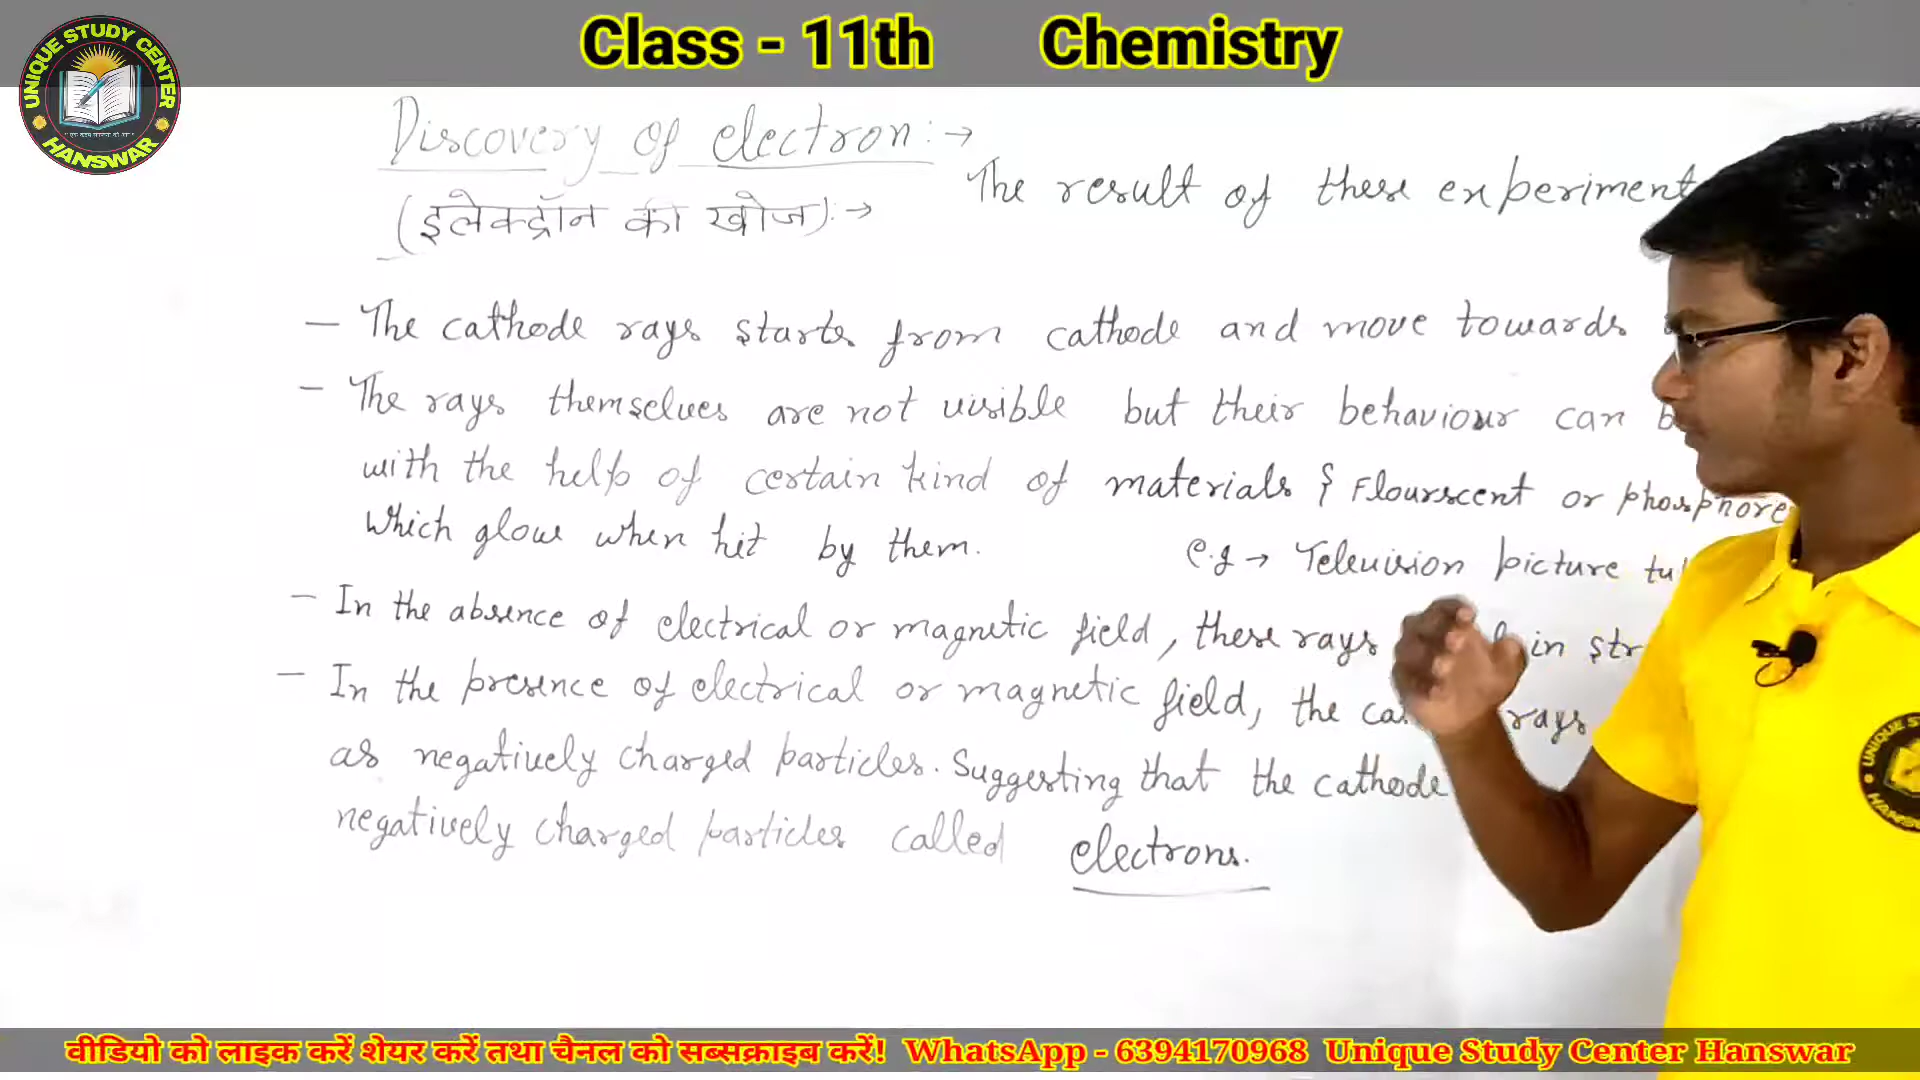 Class - 11th Chemistry
UNIQUE STUDY CENTER
HANSWAR
Discovery of electron:→
(इलेक्ट्रॉन की खोज):→
The result of these experiment
— The cathode rays starts from cathode and move towards
— The rays themselves are not visible but their behaviour can b
with the help of certain kind of materials & Flourscent or phosphore
which glow when hit by them.
e.g → Television picture tu
— In the absence of electrical or magnetic field, these rays in str
— In the presence of electrical or magnetic field, the ca rays
as negatively charged particles. Suggesting that the cathode
negatively charged particles called electrons.
वीडियो को लाइक करें शेयर करें तथा चैनल को सब्सक्राइब करें! WhatsApp - 6394170968 Unique Study Center Hanswar